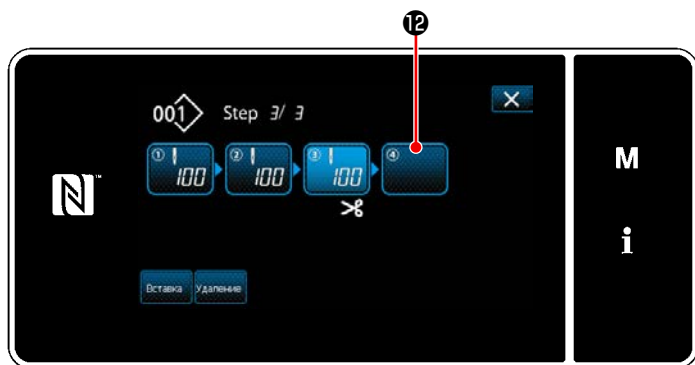 ⓬
001 Step 3/ 3
① 100 ② 100 ③ 100 ④
M
i
Вставка Удаление